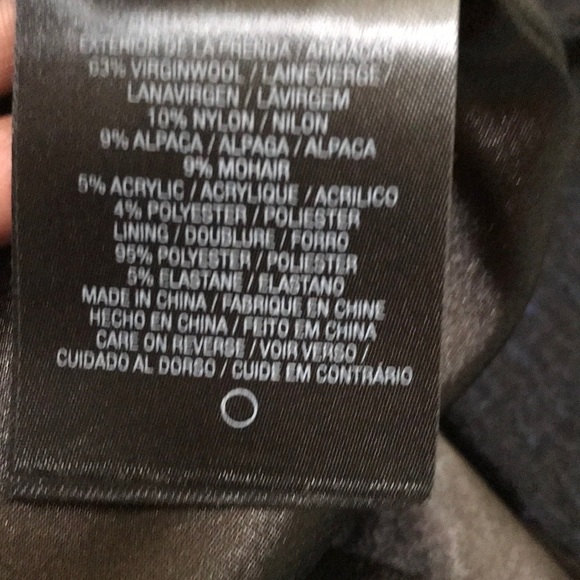 EXTERIOR DE LA PRENDA / ARMAÇÃO
63% VIRGINWOOL / LAINEVIERGE /
LANAVIRGEN / LAVIRGEM
10% NYLON / NILON
9% ALPACA / ALPAGA / ALPACA
9% MOHAIR
5% ACRYLIC / ACRYLIQUE / ACRILICO
4% POLYESTER / POLIESTER
LINING / DOUBLURE / FORRO
95% POLYESTER / POLIESTER
5% ELASTANE / ELASTANO
MADE IN CHINA / FABRIQUE EN CHINE
HECHO EN CHINA / FEITO EM CHINA
CARE ON REVERSE / VOIR VERSO /
CUIDADO AL DORSO / CUIDE EM CONTRÁRIO